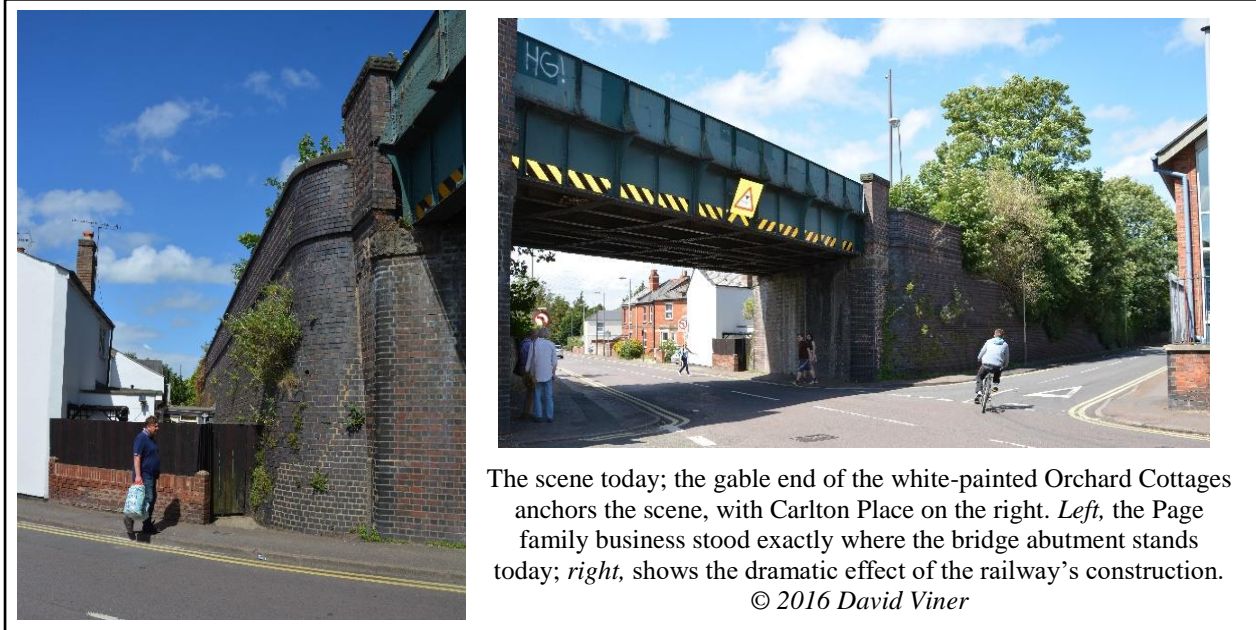 HG!
The scene today; the gable end of the white-painted Orchard Cottages
anchors the scene, with Carlton Place on the right. Left, the Page
family business stood exactly where the bridge abutment stands
today; right, shows the dramatic effect of the railway’s construction.
© 2016 David Viner